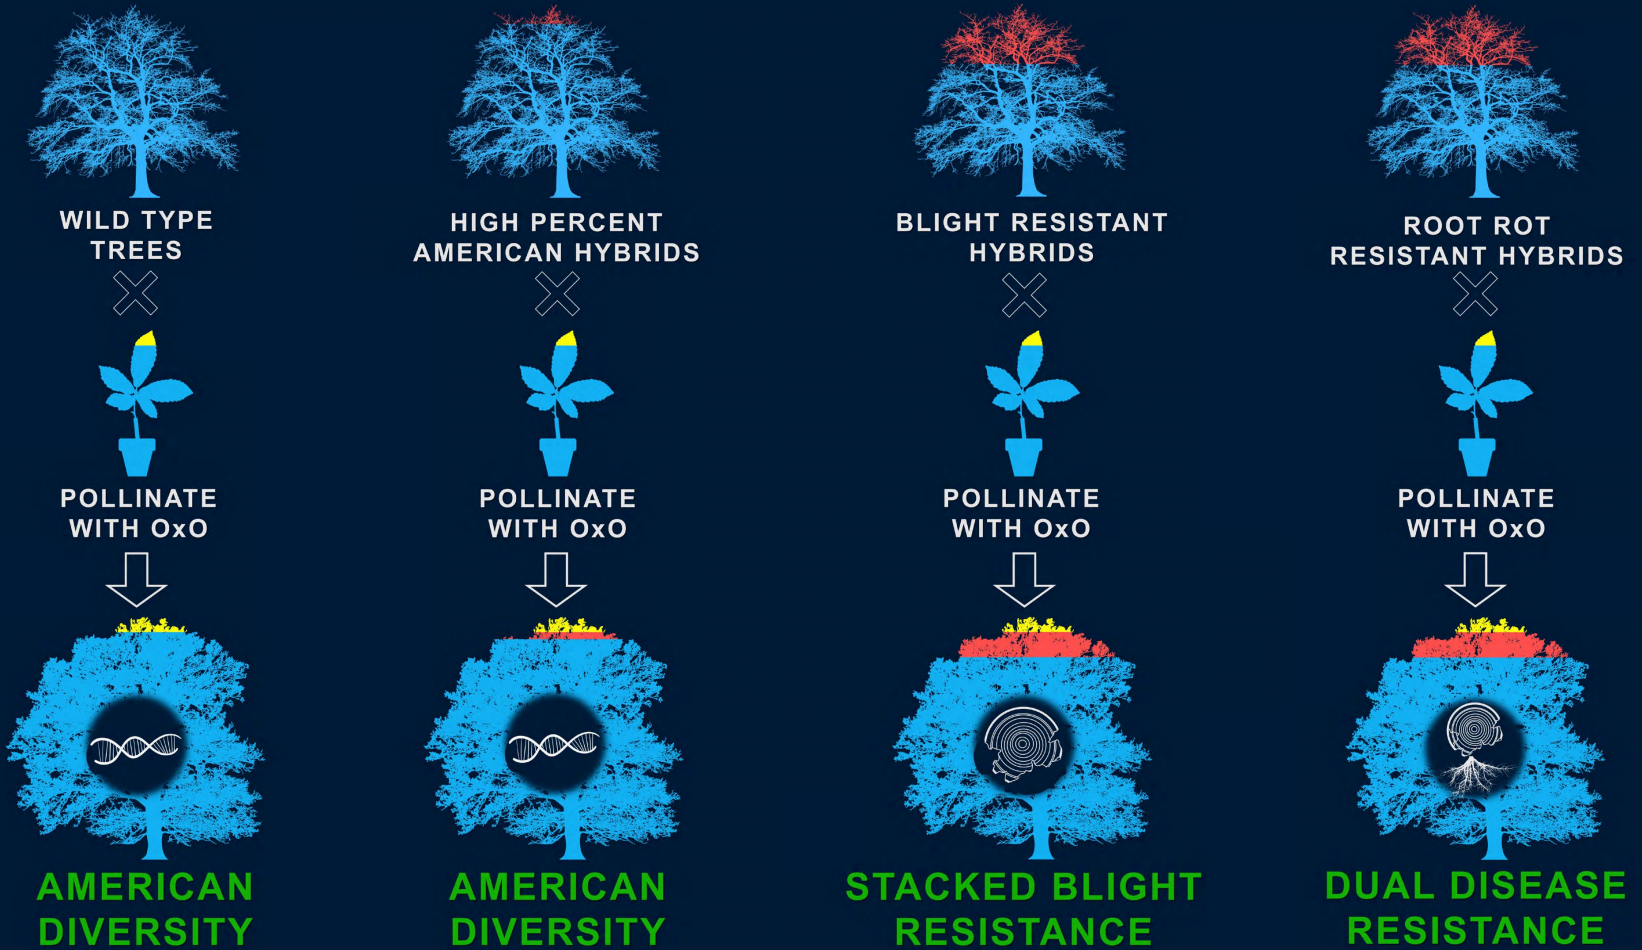 WILD TYPE
TREES
POLLINATE
WITH OxO
AMERICAN
DIVERSITY
HIGH PERCENT
AMERICAN HYBRIDS
POLLINATE
WITH OxO
AMERICAN
DIVERSITY
BLIGHT RESISTANT
HYBRIDS
POLLINATE
WITH OxO
STACKED BLIGHT
RESISTANCE
ROOT ROT
RESISTANT HYBRIDS
POLLINATE
WITH OxO
DUAL DISEASE
RESISTANCE